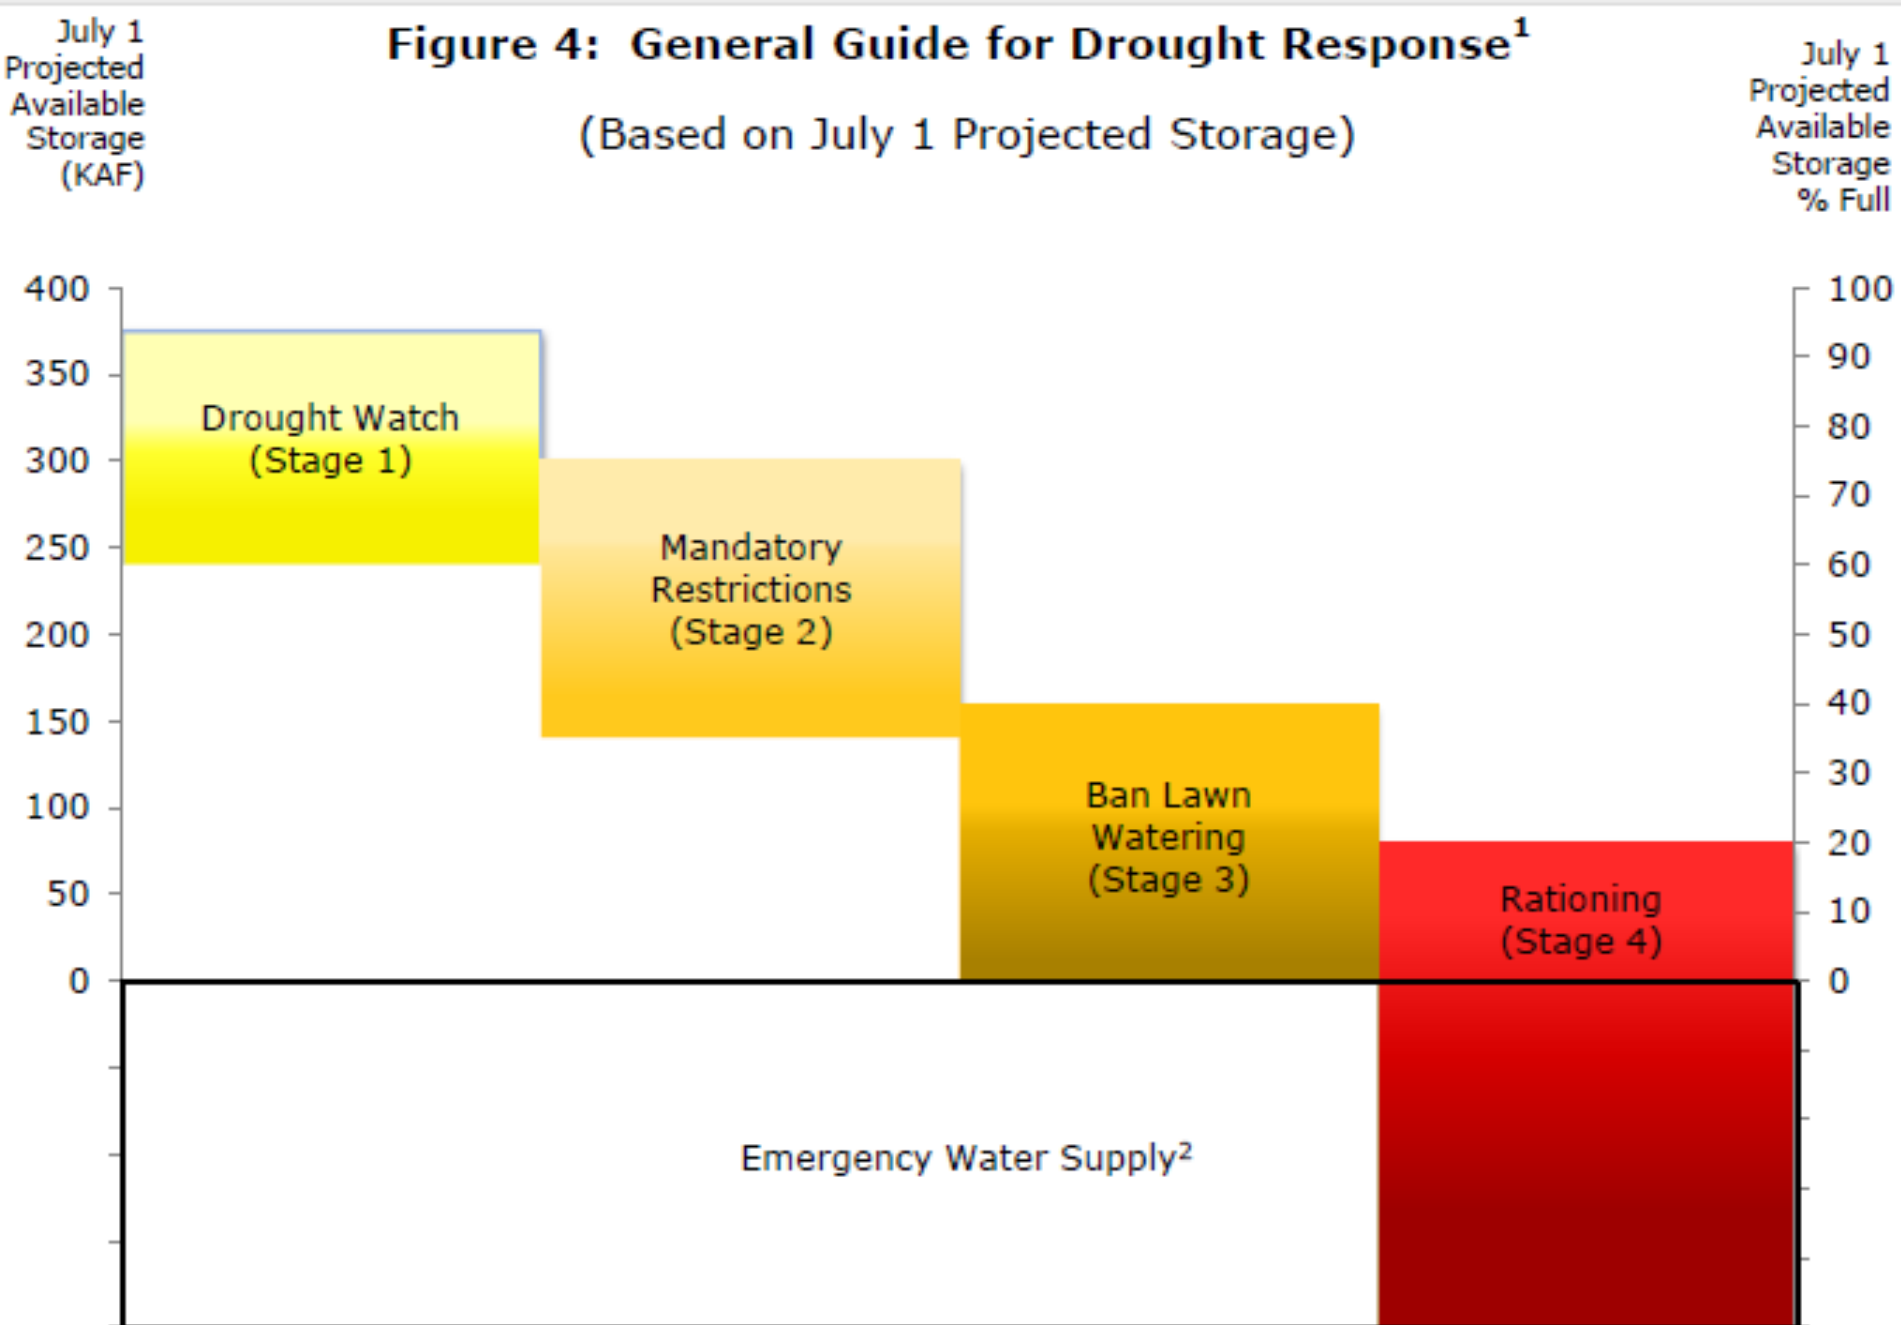 July 1
Projected
Available
Storage
(KAF)
Figure 4: General Guide for Drought Response¹
(Based on July 1 Projected Storage)
July 1
Projected
Available
Storage
% Full
400
350
300
250
200
150
100
50
0
Drought Watch
(Stage 1)
Mandatory
Restrictions
(Stage 2)
Ban Lawn
Watering
(Stage 3)
Rationing
(Stage 4)
100
90
80
70
60
50
40
30
20
10
0
Emergency Water Supply²